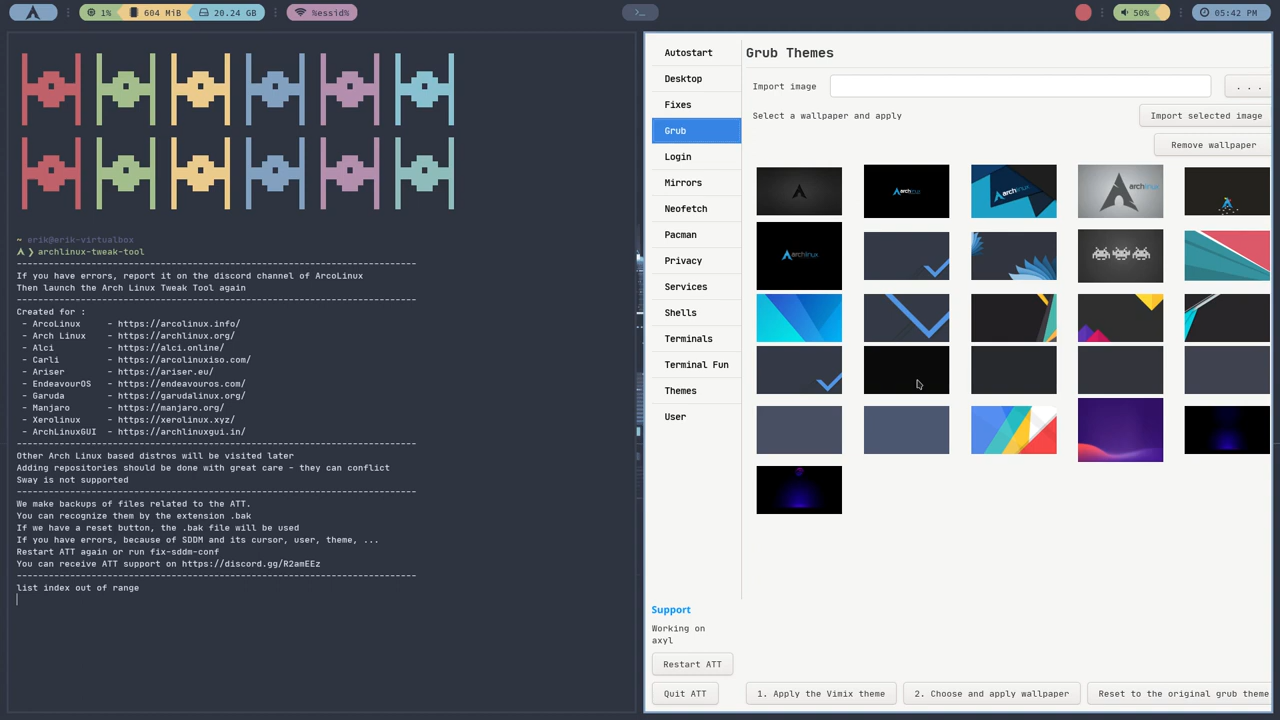 1%
604 MiB
20.24 GB
%essid%
>_
50%
05:42 PM
~ arik@erik-virtualbox
❯ archlinux-tweak-tool
---------------------------------------------------------------------------
If you have errors, report it on the discord channel of ArcoLinux
Then launch the Arch Linux Tweak Tool again
---------------------------------------------------------------------------
Created for :
- ArcoLinux - https://arcolinux.info/
- Arch Linux - https://archlinux.org/
- Alci - https://alci.online/
- Carli - https://arcolinuxiso.com/
- Ariser - https://ariser.eu/
- EndeavourOS - https://endeavouros.com/
- Garuda - https://garudalinux.org/
- Manjaro - https://manjaro.org/
- Xerolinux - https://xerolinux.xyz/
- ArchLinuxGUI - https://archlinuxgui.in/
---------------------------------------------------------------------------
Other Arch Linux based distros will be visited later
Adding repositories should be done with great care - they can conflict
Sway is not supported
---------------------------------------------------------------------------
We make backups of files related to the ATT.
You can recognize them by the extension .bak
If we have a reset button, the .bak file will be used
If you have errors, because of SDDM and its cursor, user, theme, ...
Restart ATT again or run fix-sddm-conf
You can receive ATT support on https://discord.gg/R2amEEz
---------------------------------------------------------------------------
list index out of range
Autostart
Desktop
Fixes
Grub
Login
Mirrors
Neofetch
Pacman
Privacy
Services
Shells
Terminals
Terminal Fun
Themes
User
Support
Working on
axyl
Restart ATT
Quit ATT
Grub Themes
Import image
. . .
Select a wallpaper and apply
Import selected image
Remove wallpaper
archlinux
archlinux
archlinux
archlinux
1. Apply the Vimix theme
2. Choose and apply wallpaper
Reset to the original grub theme